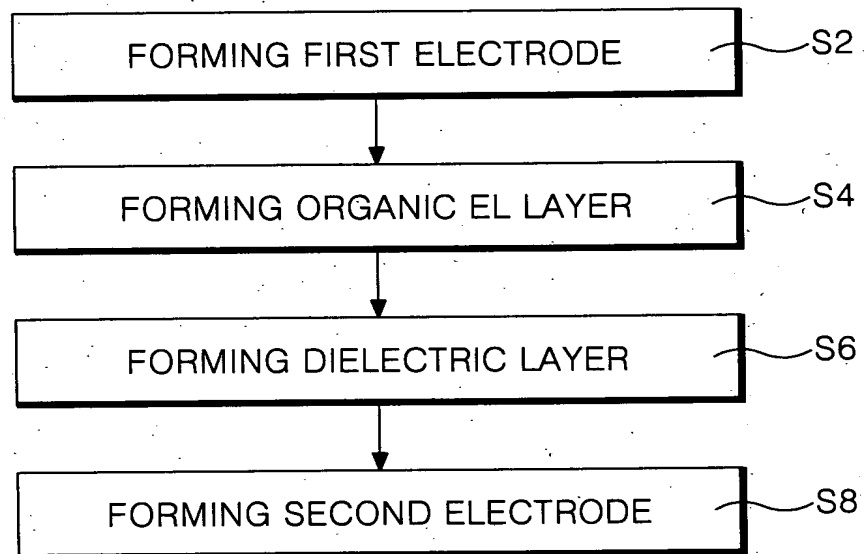 FORMING FIRST ELECTRODE S2
FORMING ORGANIC EL LAYER S4
FORMING DIELECTRIC LAYER S6
FORMING SECOND ELECTRODE S8